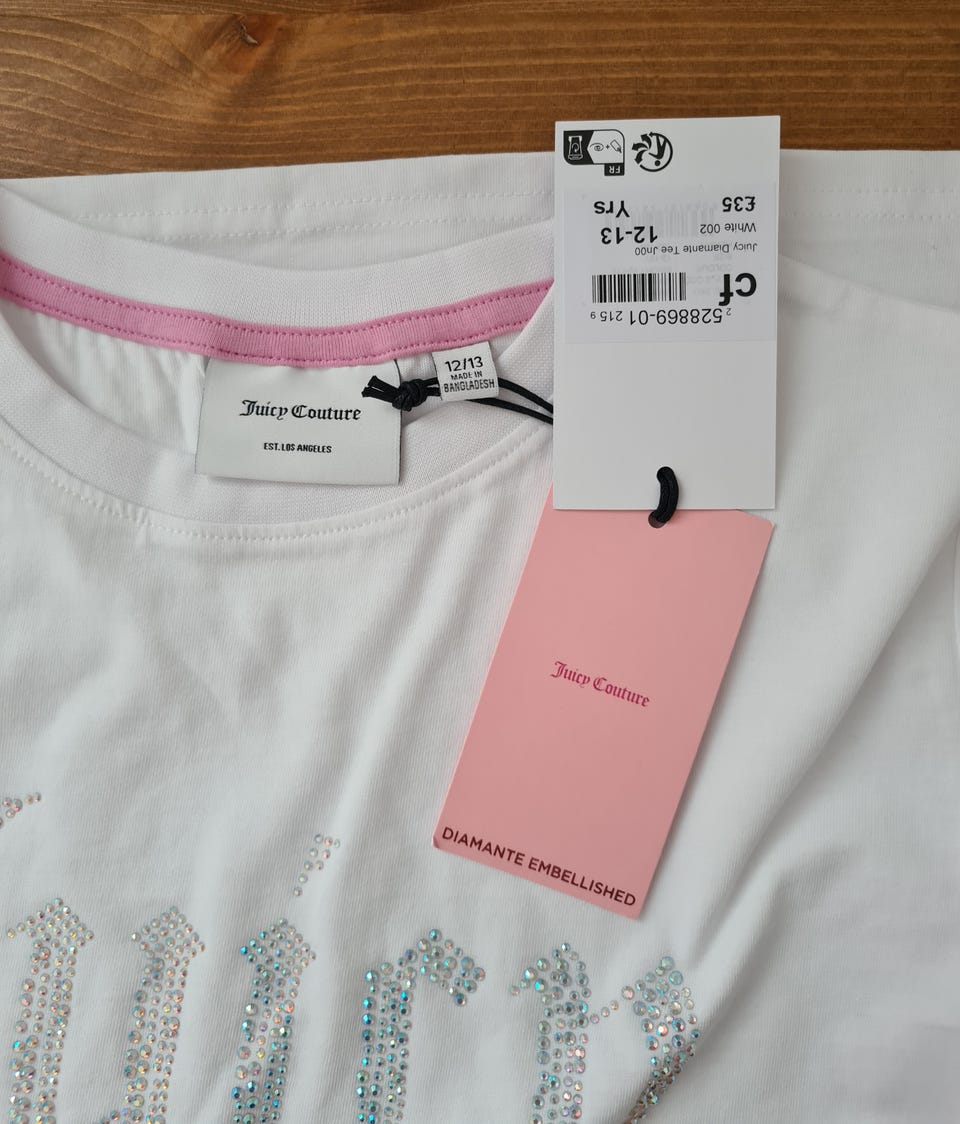 FR
cf
2 528869-01 215 9
Juicy Diamante Tee Jn00
White 002
12-13
Yrs
£35
12/13
MADE IN
BANGLADESH
Juicy Couture
EST. LOS ANGELES
Juicy Couture
DIAMANTE EMBELLISHED
uicy